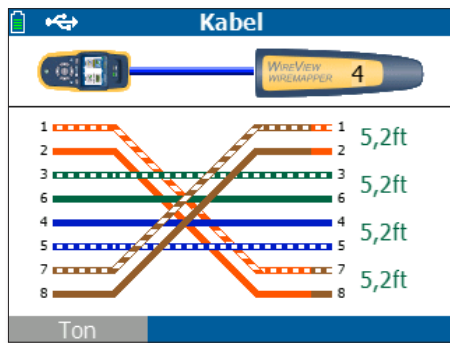 Kabel
WIREVIEW
WIREMAPPER 4
1 1 5,2ft
2 2
3 3 5,2ft
6 6
4 4 5,2ft
5 5
7 7 5,2ft
8 8
Ton